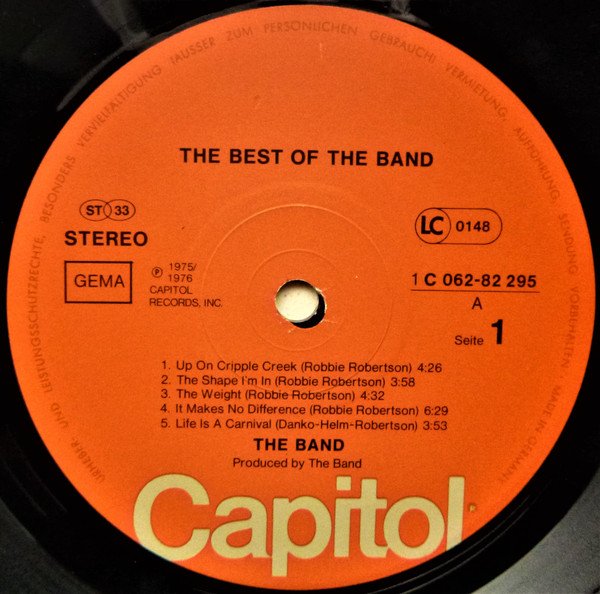 URHEBER- UND LEISTUNGSSCHUTZRECHTE, BESONDERS VERVIELFÄLTIGUNG (AUSSER ZUM PERSÖNLICHEN GEBRAUCH) VERMIETUNG, AUFFÜHRUNG, SENDUNG VORBEHALTEN. MADE IN GERMANY
THE BEST OF THE BAND
ST 33
STEREO
GEMA
℗ 1975/
1976
CAPITOL
RECORDS, INC.
LC 0148
1 C 062-82 295
A
Seite 1
1. Up On Cripple Creek (Robbie Robertson) 4:26
2. The Shape I'm In (Robbie Robertson) 3:58
3. The Weight (Robbie Robertson) 4:32
4. It Makes No Difference (Robbie Robertson) 6:29
5. Life Is A Carnival (Danko-Helm-Robertson) 3:53
THE BAND
Produced by The Band
Capitol